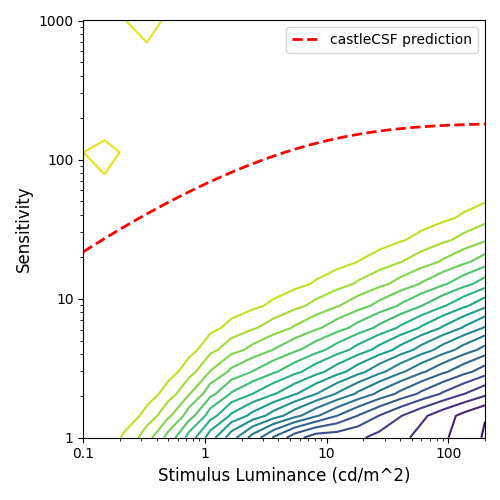 1000
castleCSF prediction
100
Sensitivity
10
1
0.1 1 10 100
Stimulus Luminance (cd/m^2)